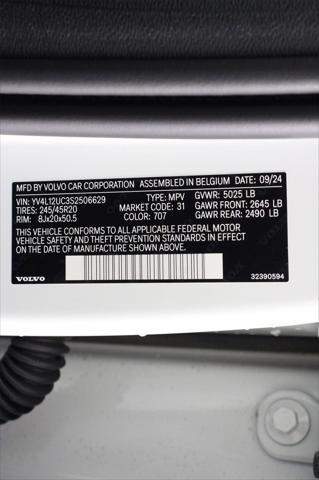 MFD BY VOLVO CAR CORPORATION ASSEMBLED IN BELGIUM 09/24
VIN: YV4L12UC3S2506629 TYPE: MPV GVWR: 5025 LB
TIRES: 245/45R20 MARKET CODE: 31 GAWR FRONT: 2645 LB
RIM: 8Jx20x50.5 COLOR: 707 GAWR REAR: 2490 LB
THIS VEHICLE CONFORMS TO ALL APPLICABLE FEDERAL MOTOR
VEHICLE SAFETY AND THEFT PREVENTION STANDARDS IN EFFECT
ON THE DATE OF MANUFACTURE SHOWN ABOVE.
VOLVO 32390594